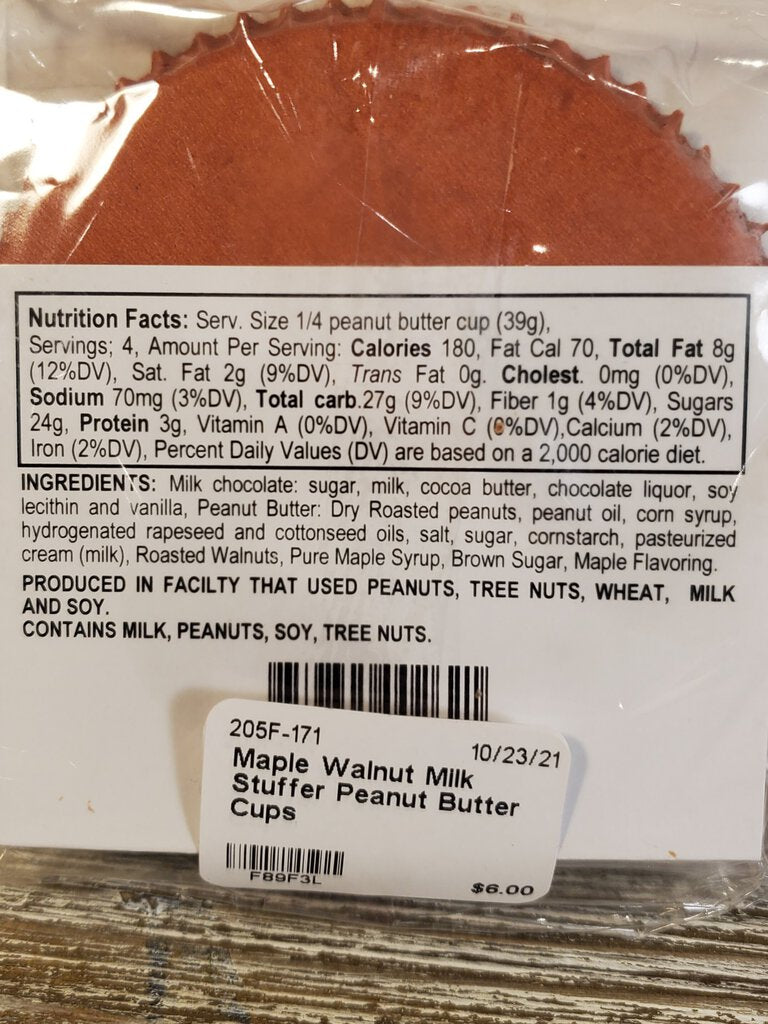 Nutrition Facts: Serv. Size 1/4 peanut butter cup (39g),
Servings; 4, Amount Per Serving: Calories 180, Fat Cal 70, Total Fat 8g
(12%DV), Sat. Fat 2g (9%DV), Trans Fat 0g. Cholest. 0mg (0%DV),
Sodium 70mg (3%DV), Total carb.27g (9%DV), Fiber 1g (4%DV), Sugars
24g, Protein 3g, Vitamin A (0%DV), Vitamin C (0%DV),Calcium (2%DV),
Iron (2%DV), Percent Daily Values (DV) are based on a 2,000 calorie diet.
INGREDIENTS: Milk chocolate: sugar, milk, cocoa butter, chocolate liquor, soy
lecithin and vanilla, Peanut Butter: Dry Roasted peanuts, peanut oil, corn syrup,
hydrogenated rapeseed and cottonseed oils, salt, sugar, cornstarch, pasteurized
cream (milk), Roasted Walnuts, Pure Maple Syrup, Brown Sugar, Maple Flavoring.
PRODUCED IN FACILTY THAT USED PEANUTS, TREE NUTS, WHEAT, MILK
AND SOY.
CONTAINS MILK, PEANUTS, SOY, TREE NUTS.
205F-171 10/23/21
Maple Walnut Milk
Stuffer Peanut Butter
Cups
F89F3L $6.00